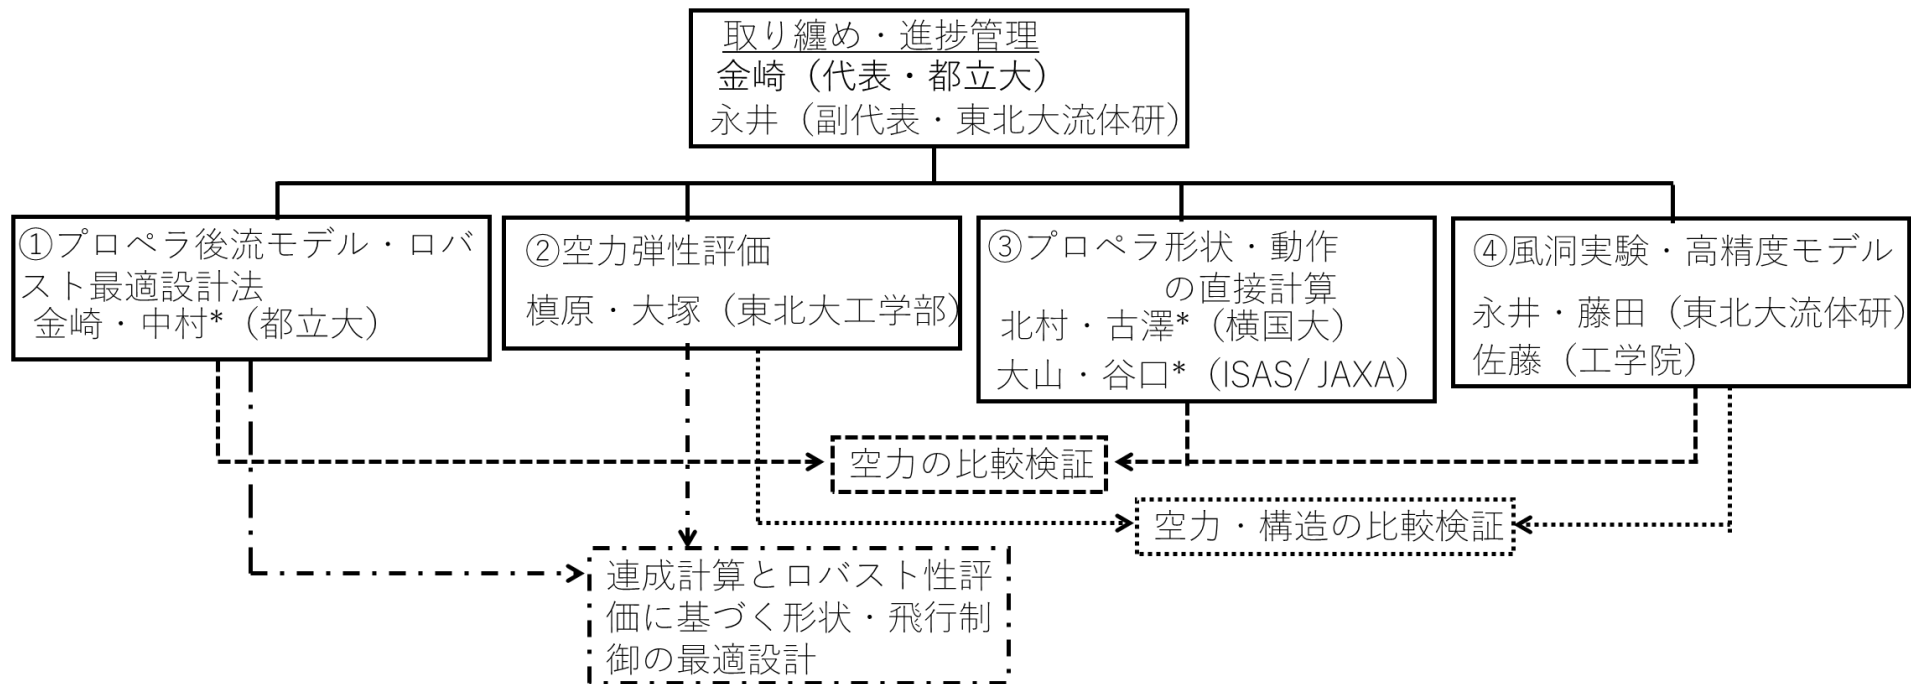 取り纏め・進捗管理
金崎（代表・都立大）
永井（副代表・東北大流体研）
①プロペラ後流モデル・ロバ
スト最適設計法
金崎・中村*（都立大）
②空力弾性評価
槙原・大塚（東北大工学部）
③プロペラ形状・動作
の直接計算
北村・古澤*（横国大）
大山・谷口*（ISAS/JAXA）
④風洞実験・高精度モデル
永井・藤田（東北大流体研）
佐藤（工学院）
空力の比較検証
空力・構造の比較検証
連成計算とロバスト性評
価に基づく形状・飛行制
御の最適設計